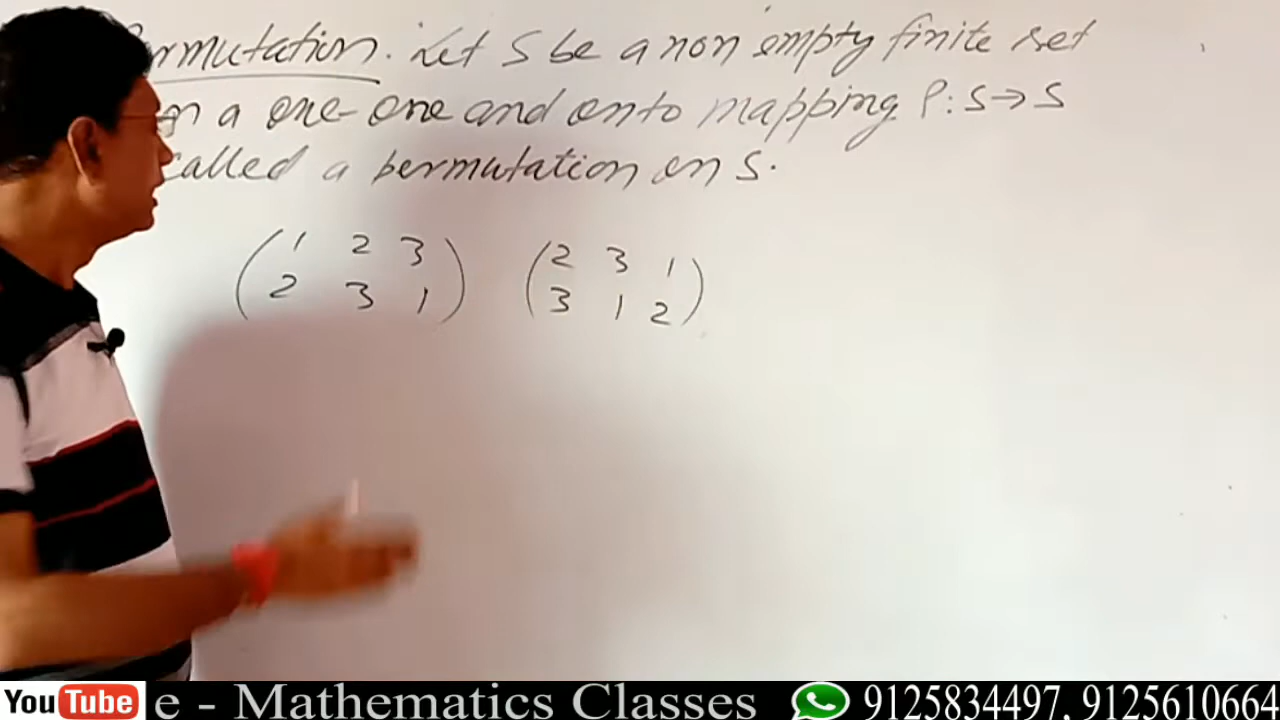 ermutation. Let S be a non empty finite set
a one-one and onto mapping P: S→S
called a permutation on S.
( 1 2 3 ) ( 2 3 1 )
( 2 3 1 ) ( 3 1 2 )
YouTube e - Mathematics Classes 9125834497, 9125610664